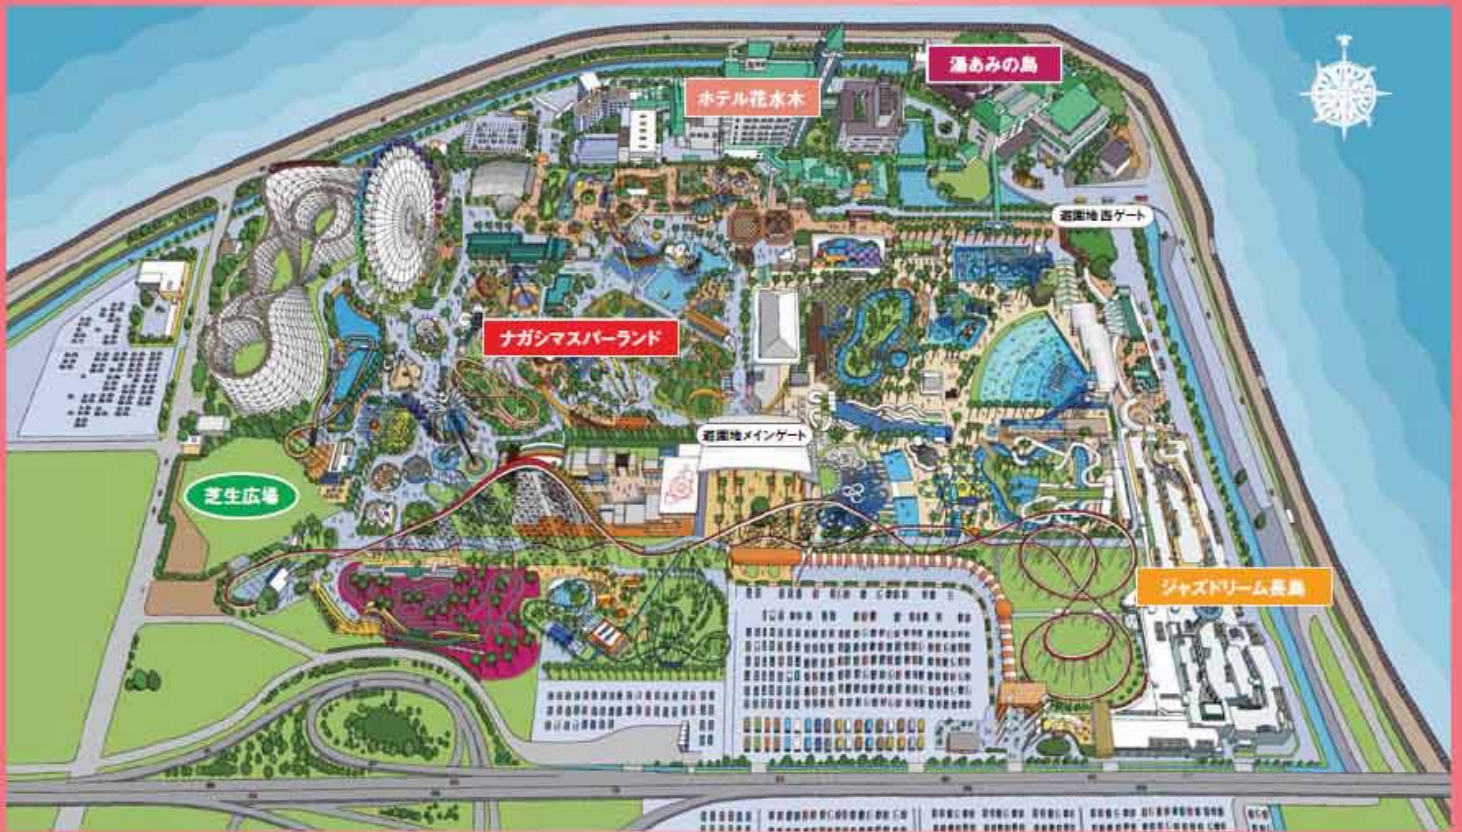 湯あみの島
ホテル花水木
遊園地西ゲート
ナガシマスパーランド
遊園地メインゲート
芝生広場
ジャズドリーム長島